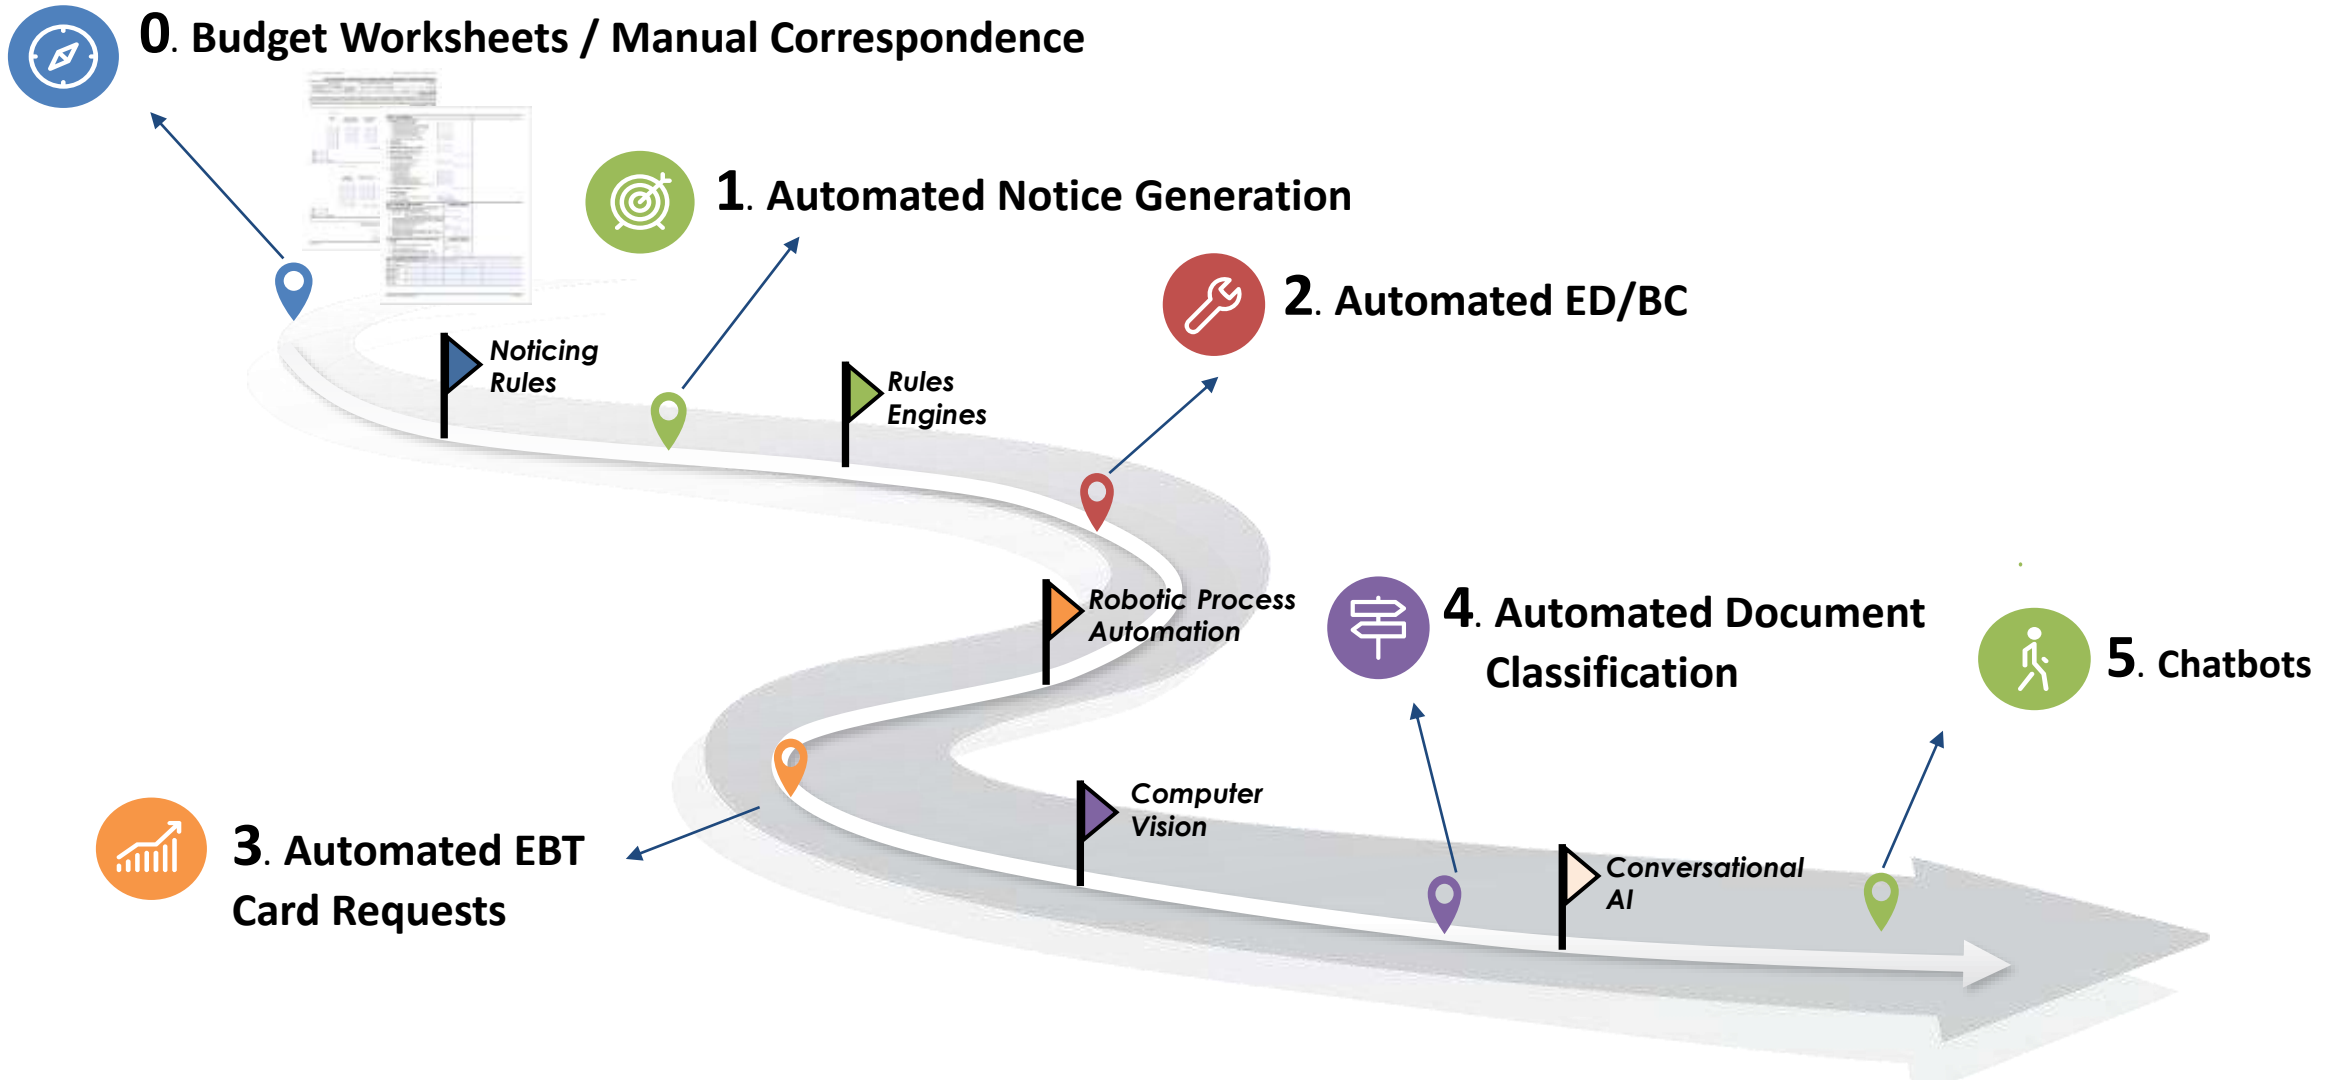 0. Budget Worksheets / Manual Correspondence
1. Automated Notice Generation
2. Automated ED/BC
Noticing
Rules
Rules
Engines
Robotic Process
Automation
4. Automated Document
Classification
5. Chatbots
3. Automated EBT
Card Requests
Computer
Vision
Conversational
AI